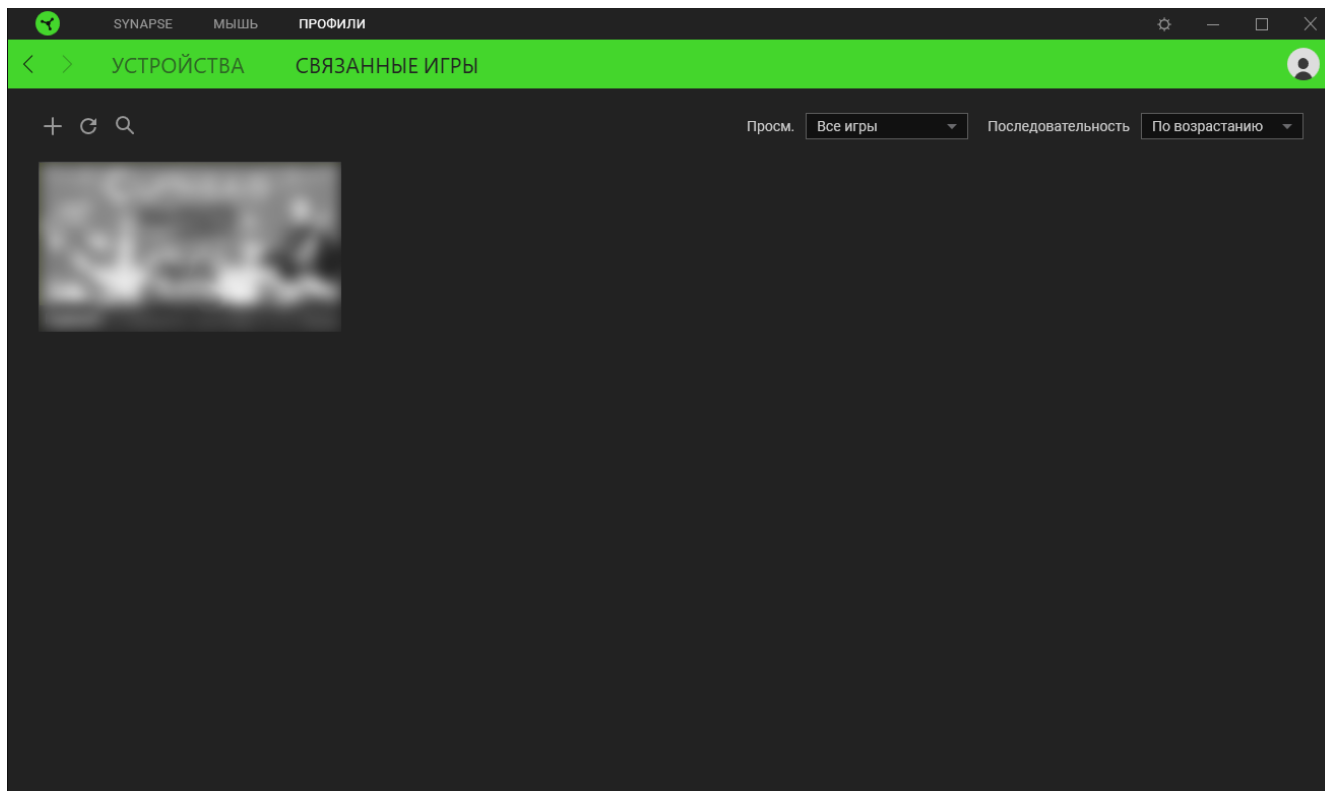 SYNAPSE МЫШЬ ПРОФИЛИ
УСТРОЙСТВА СВЯЗАННЫЕ ИГРЫ
Просм. Все игры Последовательность По возрастанию